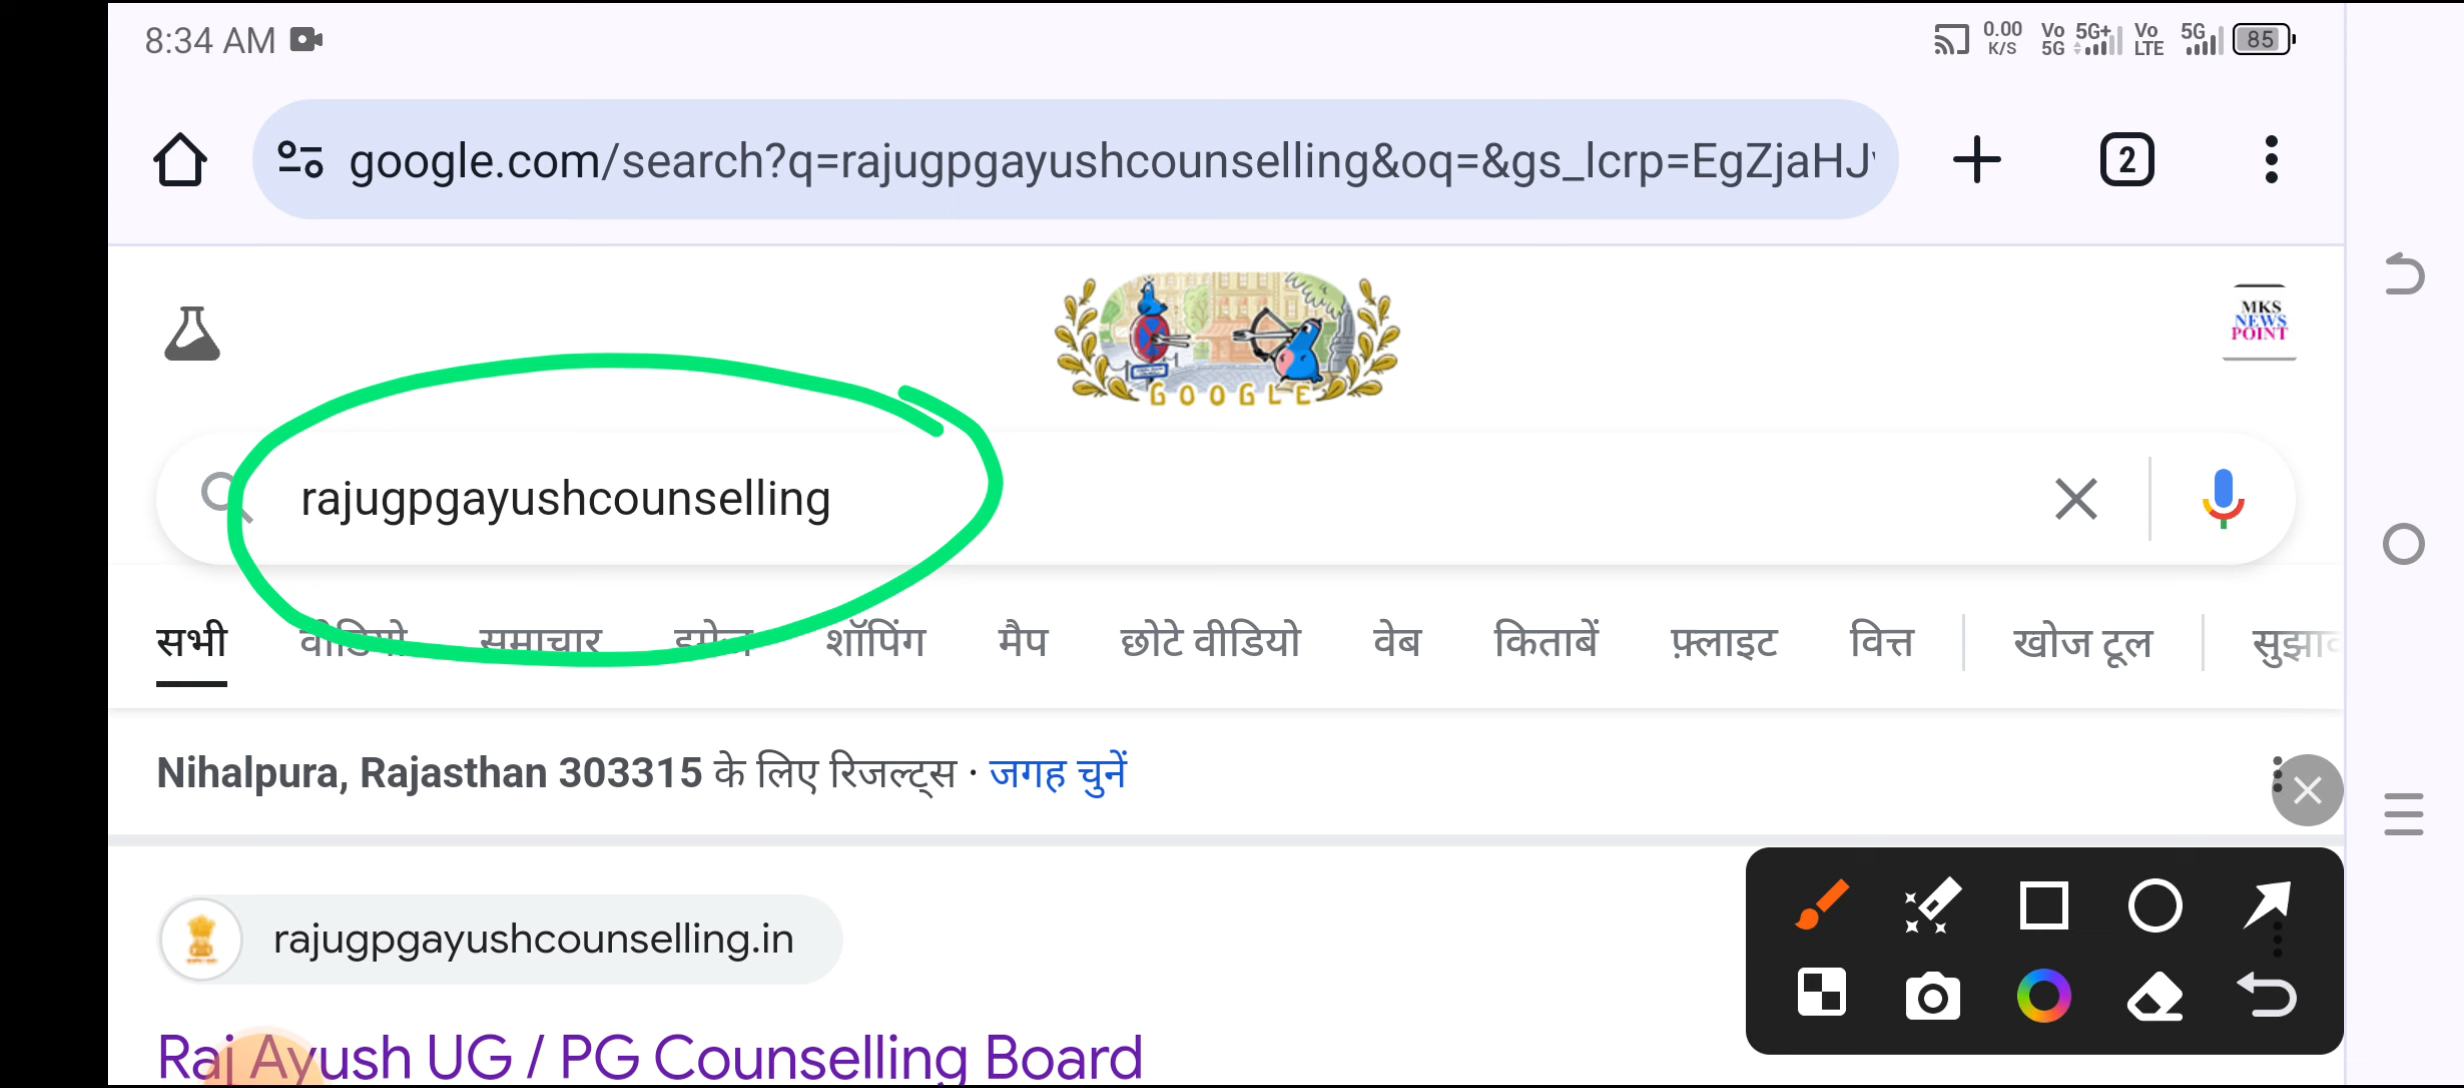 8:34 AM
0.00 K/S Vo 5G 5G+ Vo LTE 5G 85
google.com/search?q=rajugpgayushcounselling&oq=&gs_lcrp=EgZjaHJ
2
GOOGLE
MKS
NEWS
POINT
rajugpgayushcounselling
सभी वीडियो समाचार इमेज शॉपिंग मैप छोटे वीडियो वेब किताबें फ़्लाइट वित्त खोज टूल
Nihalpura, Rajasthan 303315 के लिए रिजल्ट्स · जगह चुनें
rajugpgayushcounselling.in
Raj Ayush UG / PG Counselling Board